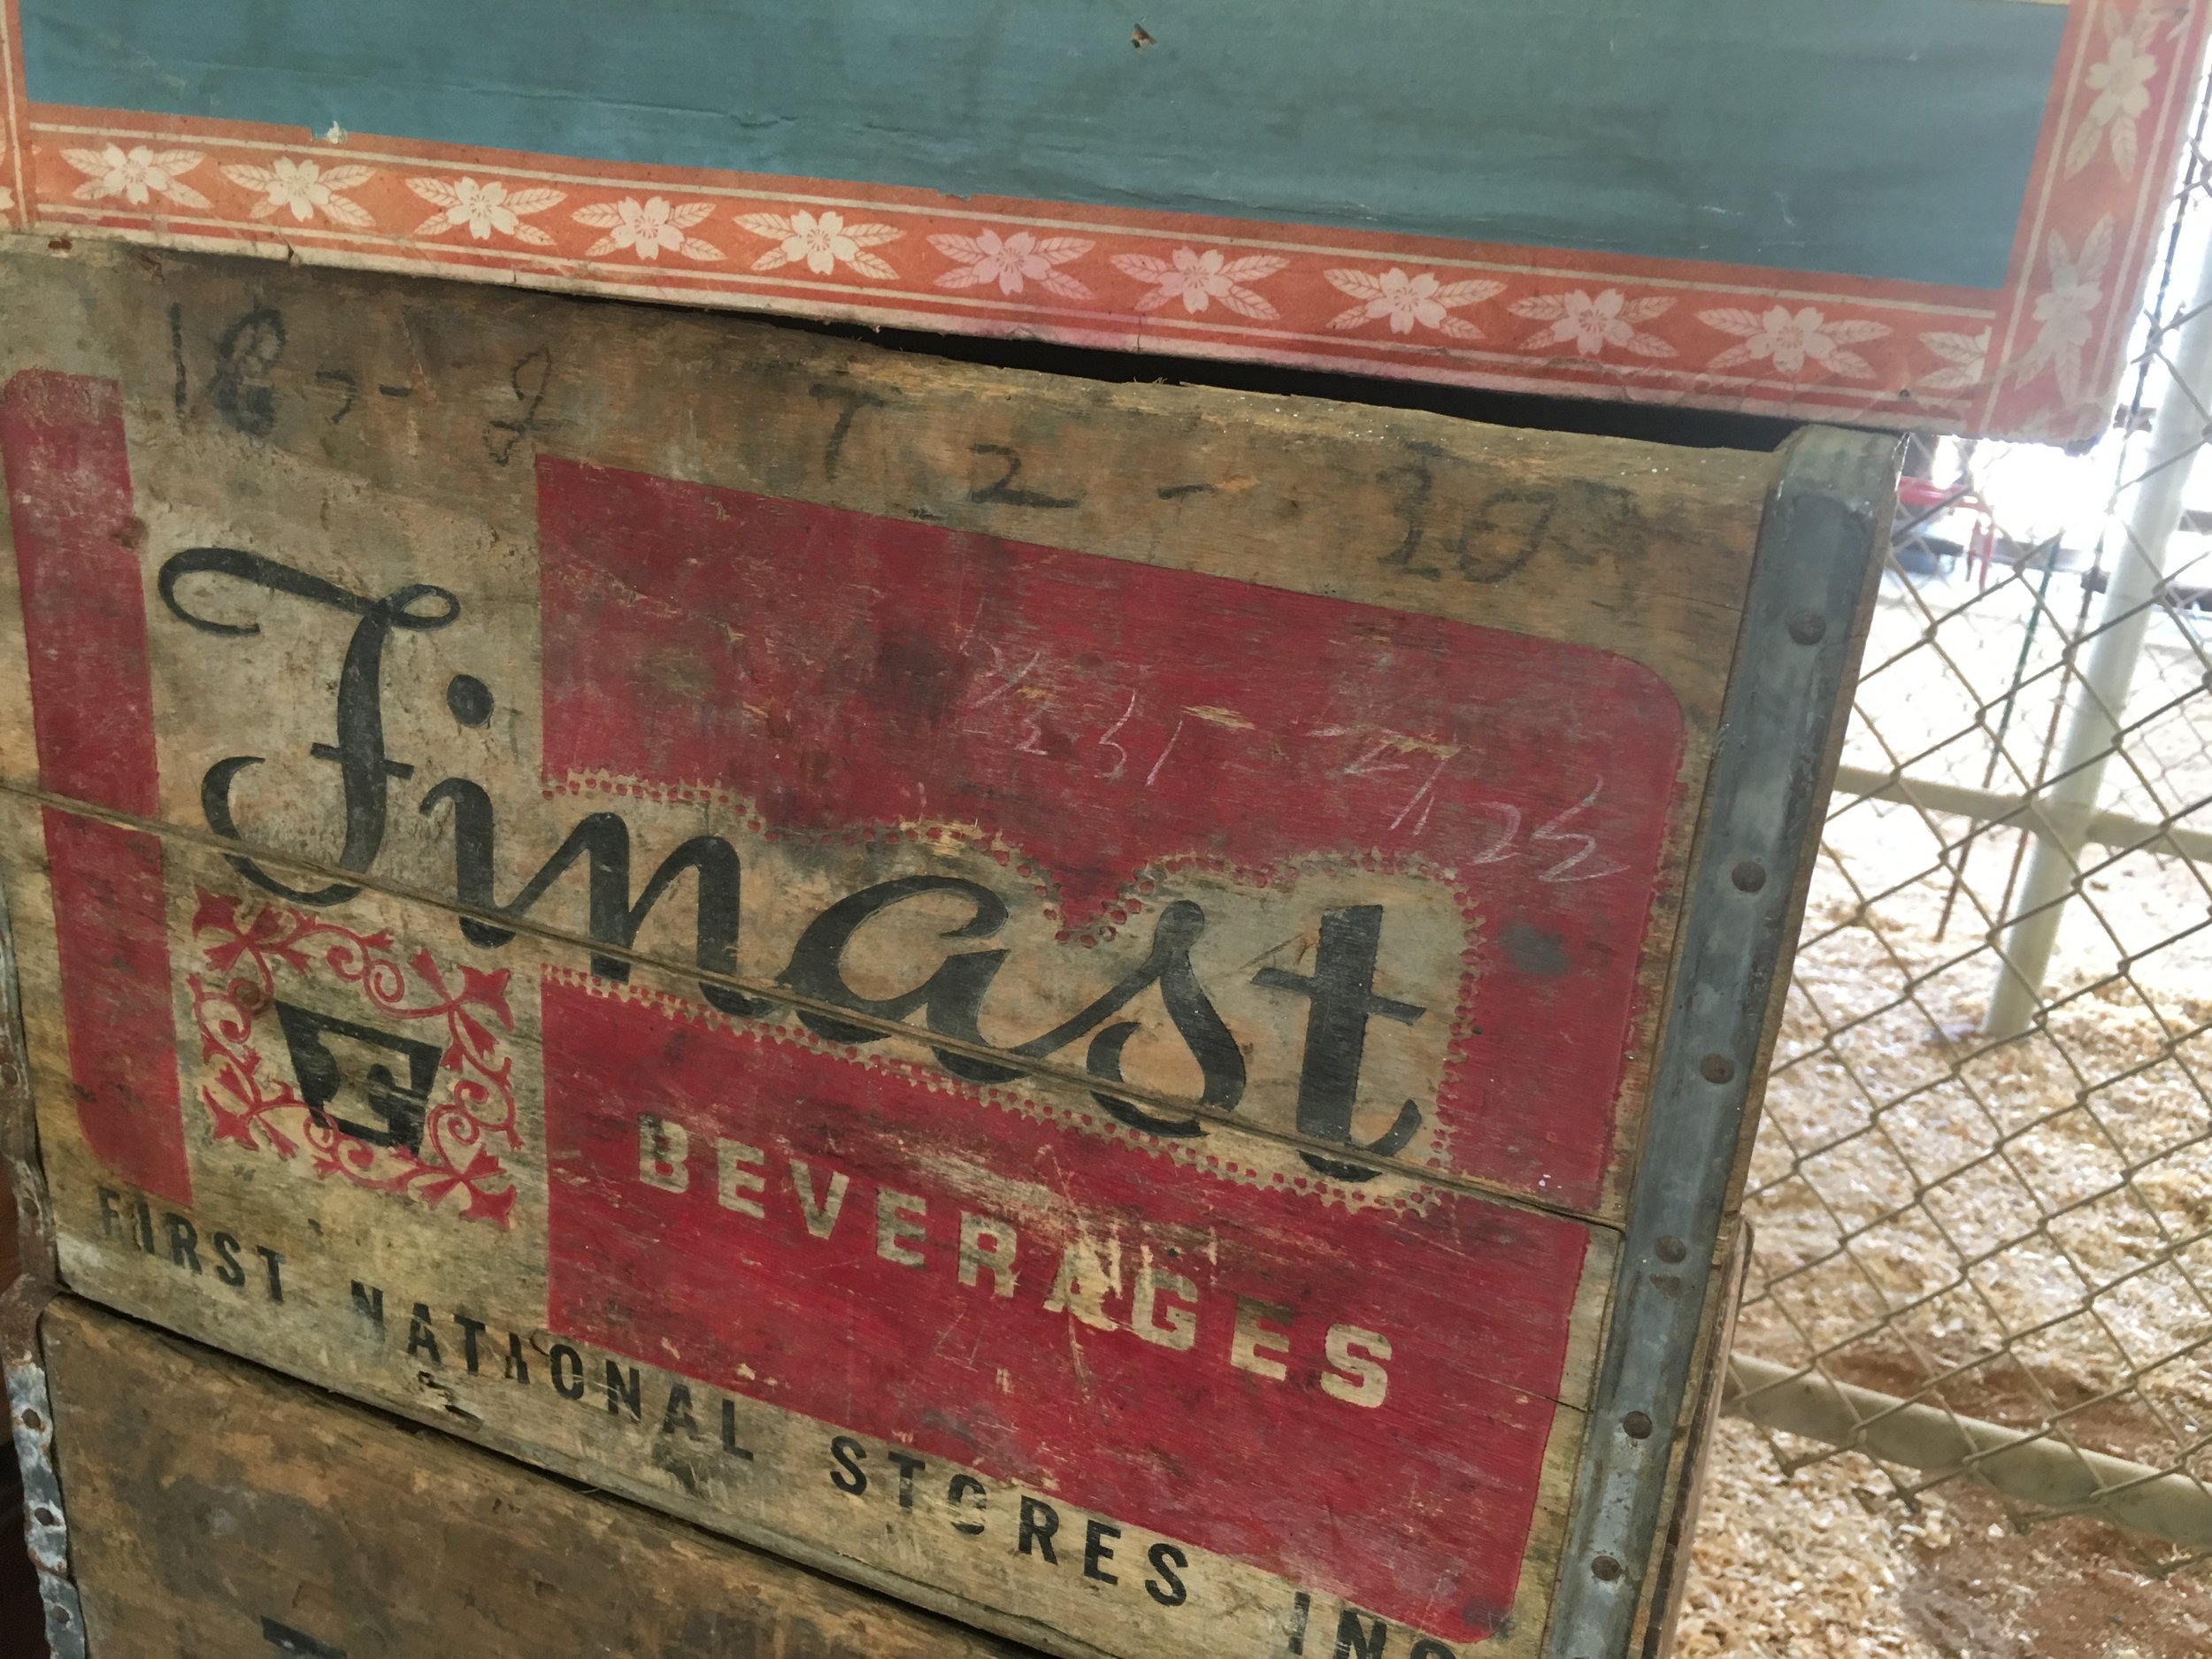 Finast
F
BEVERAGES
FIRST NATIONAL STORES INC